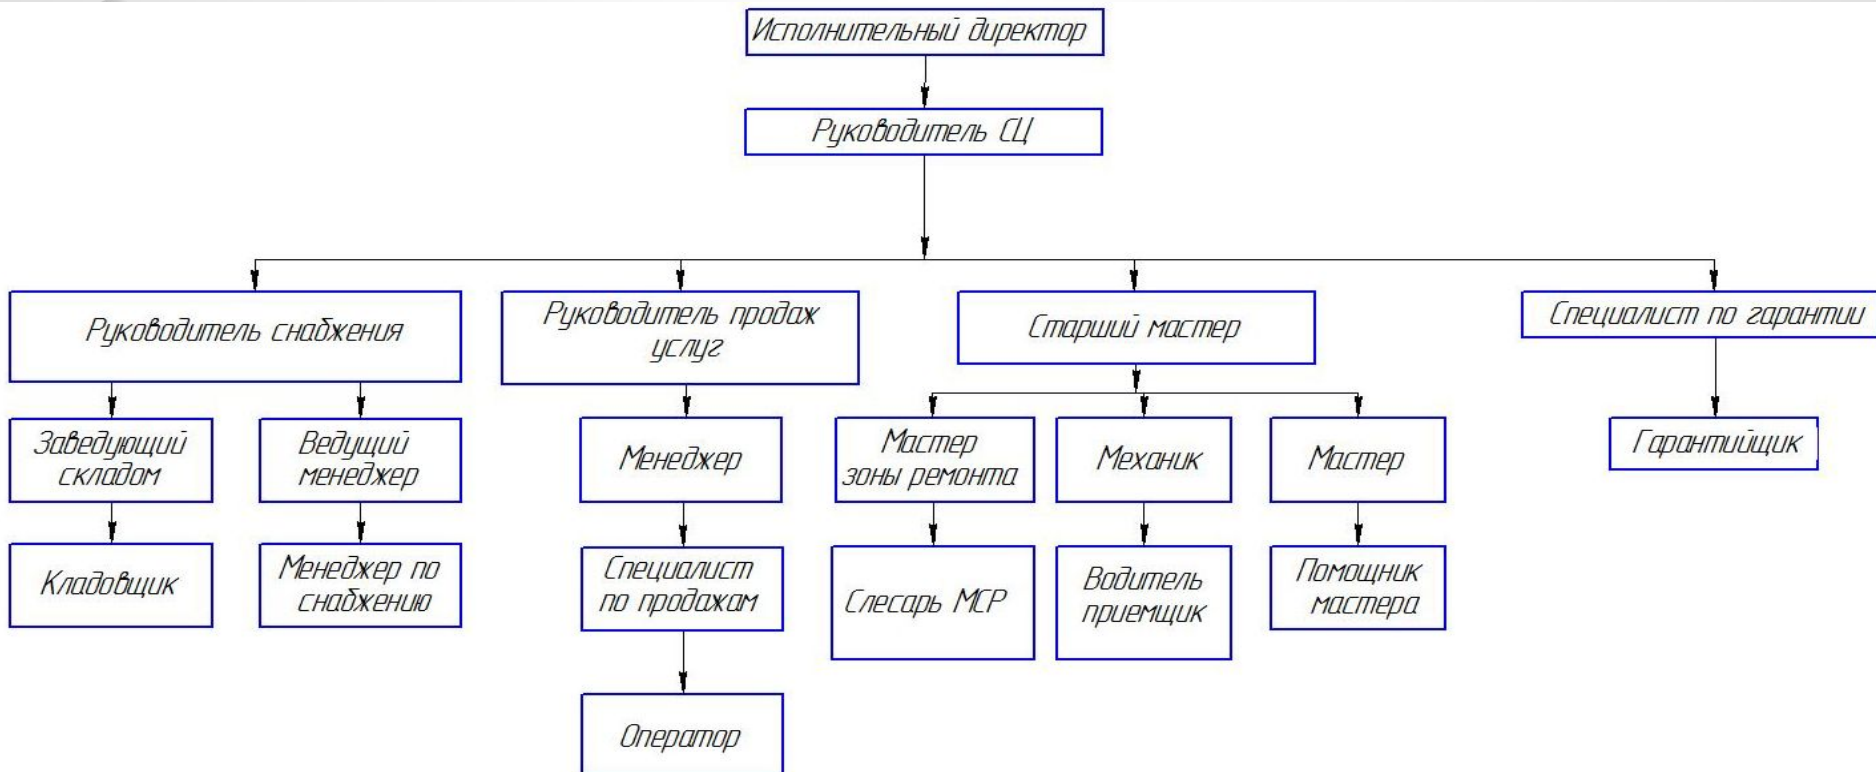 Исполнительный директор
Руководитель СЦ
Руководитель снабжения
Руководитель продаж
услуг
Старший мастер
Специалист по гарантии
Заведующий
складом
Ведущий
менеджер
Менеджер
Мастер
зоны ремонта
Механик
Мастер
Гарантийщик
Кладовщик
Менеджер по
снабжению
Специалист
по продажам
Слесарь МСР
Водитель
приемщик
Помощник
мастера
Оператор